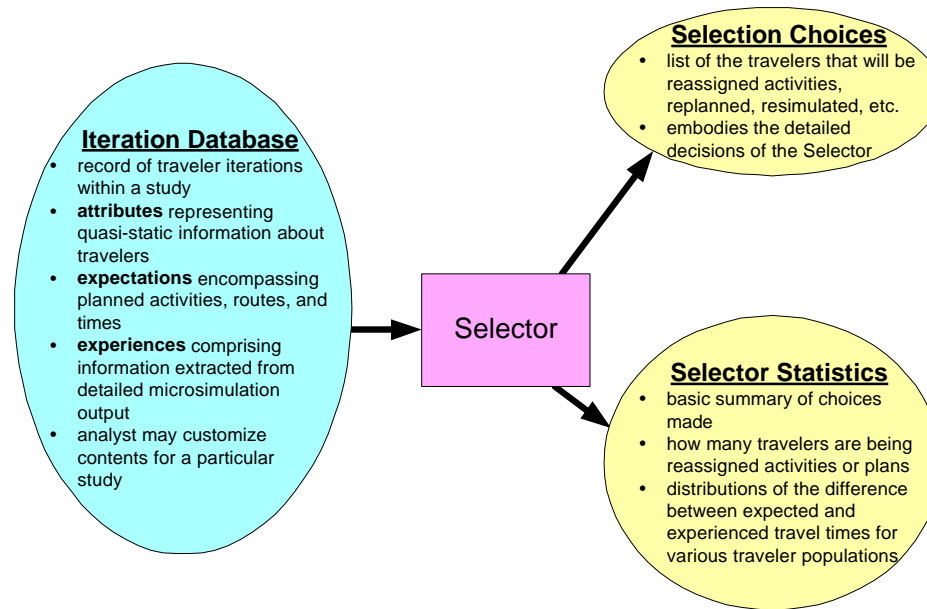 Iteration Database
• record of traveler iterations
within a study
• attributes representing
quasi-static information about
travelers
• expectations encompassing
planned activities, routes, and
times
• experiences comprising
information extracted from
detailed microsimulation
output
• analyst may customize
contents for a particular
study
Selector
Selection Choices
• list of the travelers that will be
reassigned activities,
replanned, resimulated, etc.
• embodies the detailed
decisions of the Selector
Selector Statistics
• basic summary of choices
made
• how many travelers are being
reassigned activities or plans
• distributions of the difference
between expected and
experienced travel times for
various traveler populations